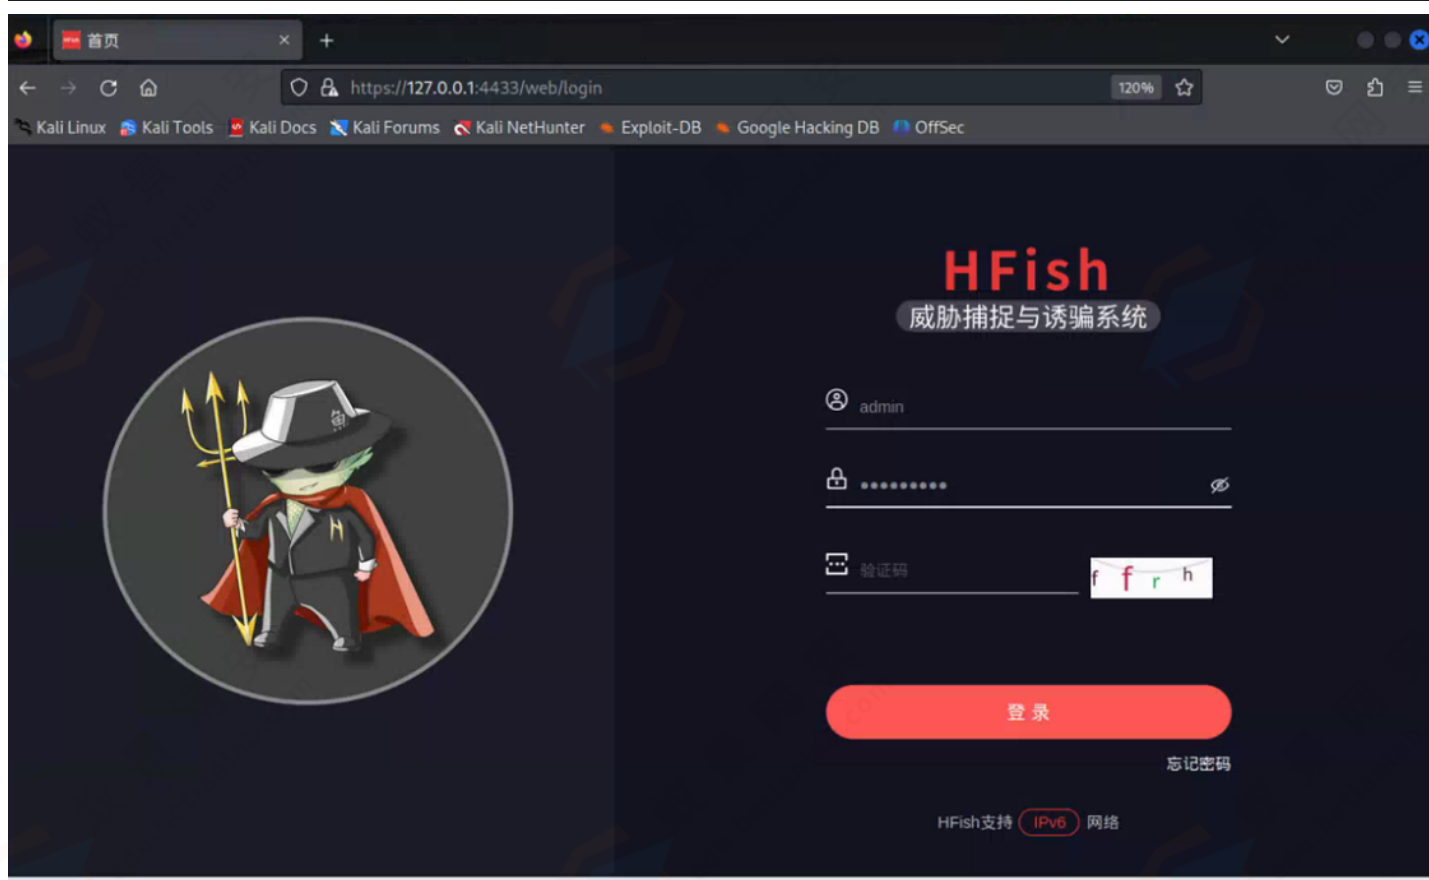 首页
https://127.0.0.1:4433/web/login
120%
Kali Linux Kali Tools Kali Docs Kali Forums Kali NetHunter Exploit-DB Google Hacking DB OffSec
HFish
威胁捕捉与诱骗系统
admin
验证码
f f r h
登 录
忘记密码
HFish支持 IPv6 网络
鱼
H